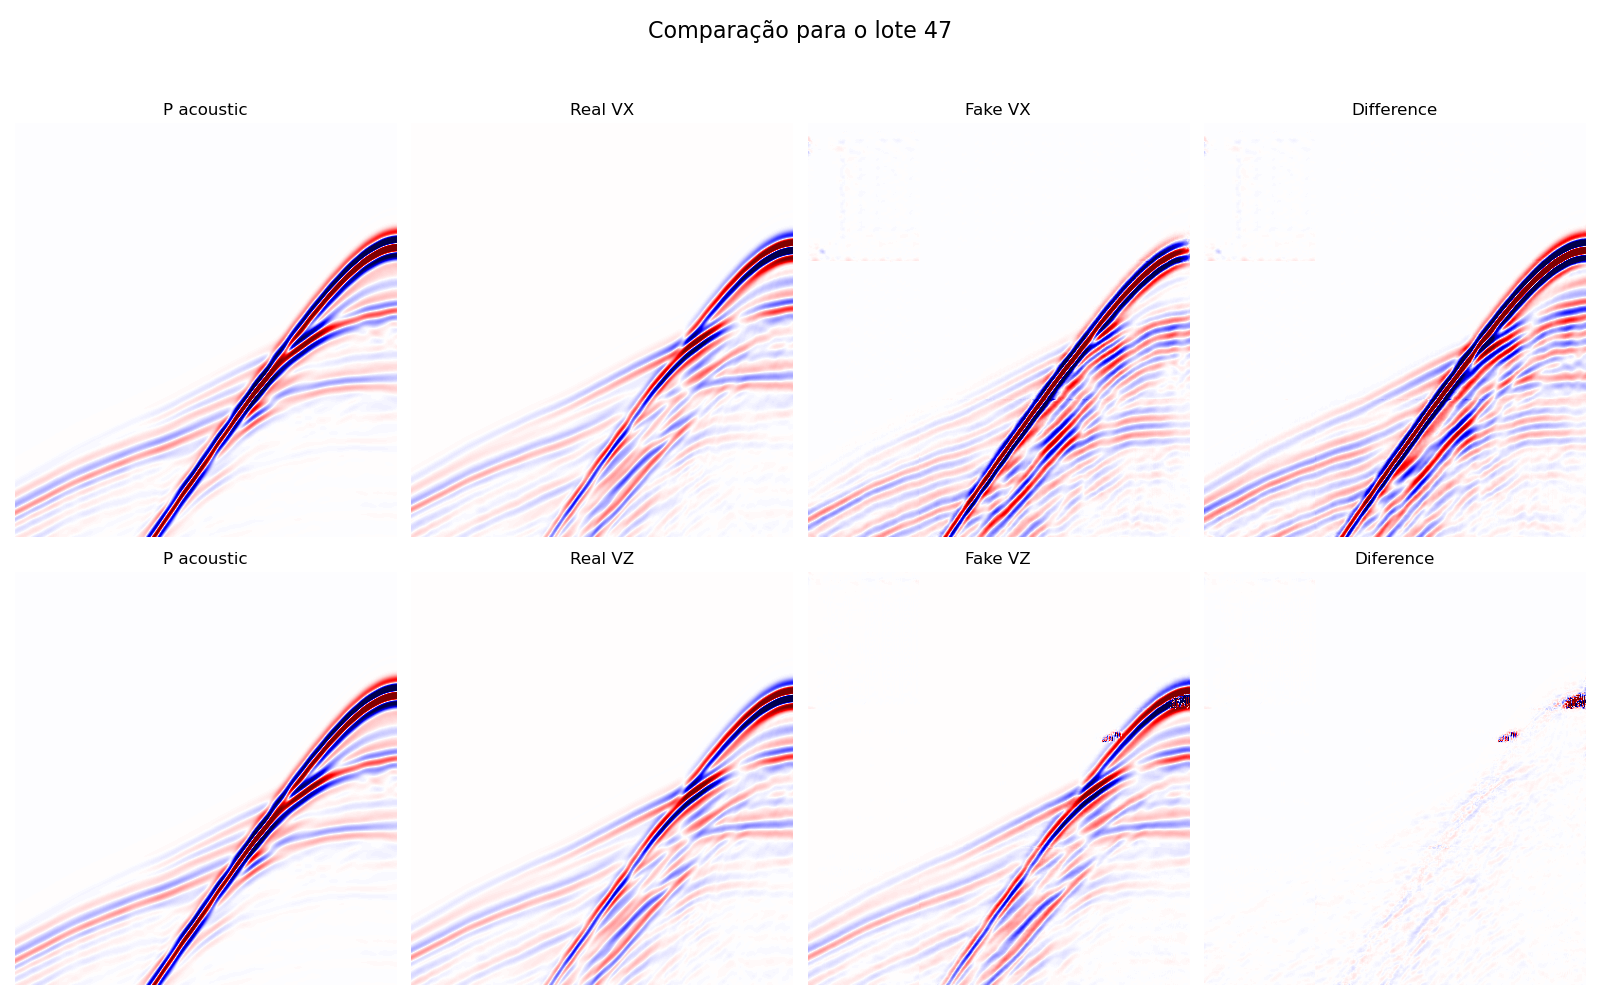 Comparação para o lote 47
P acoustic
Real VX
Fake VX
Difference
P acoustic
Real VZ
Fake VZ
Diference